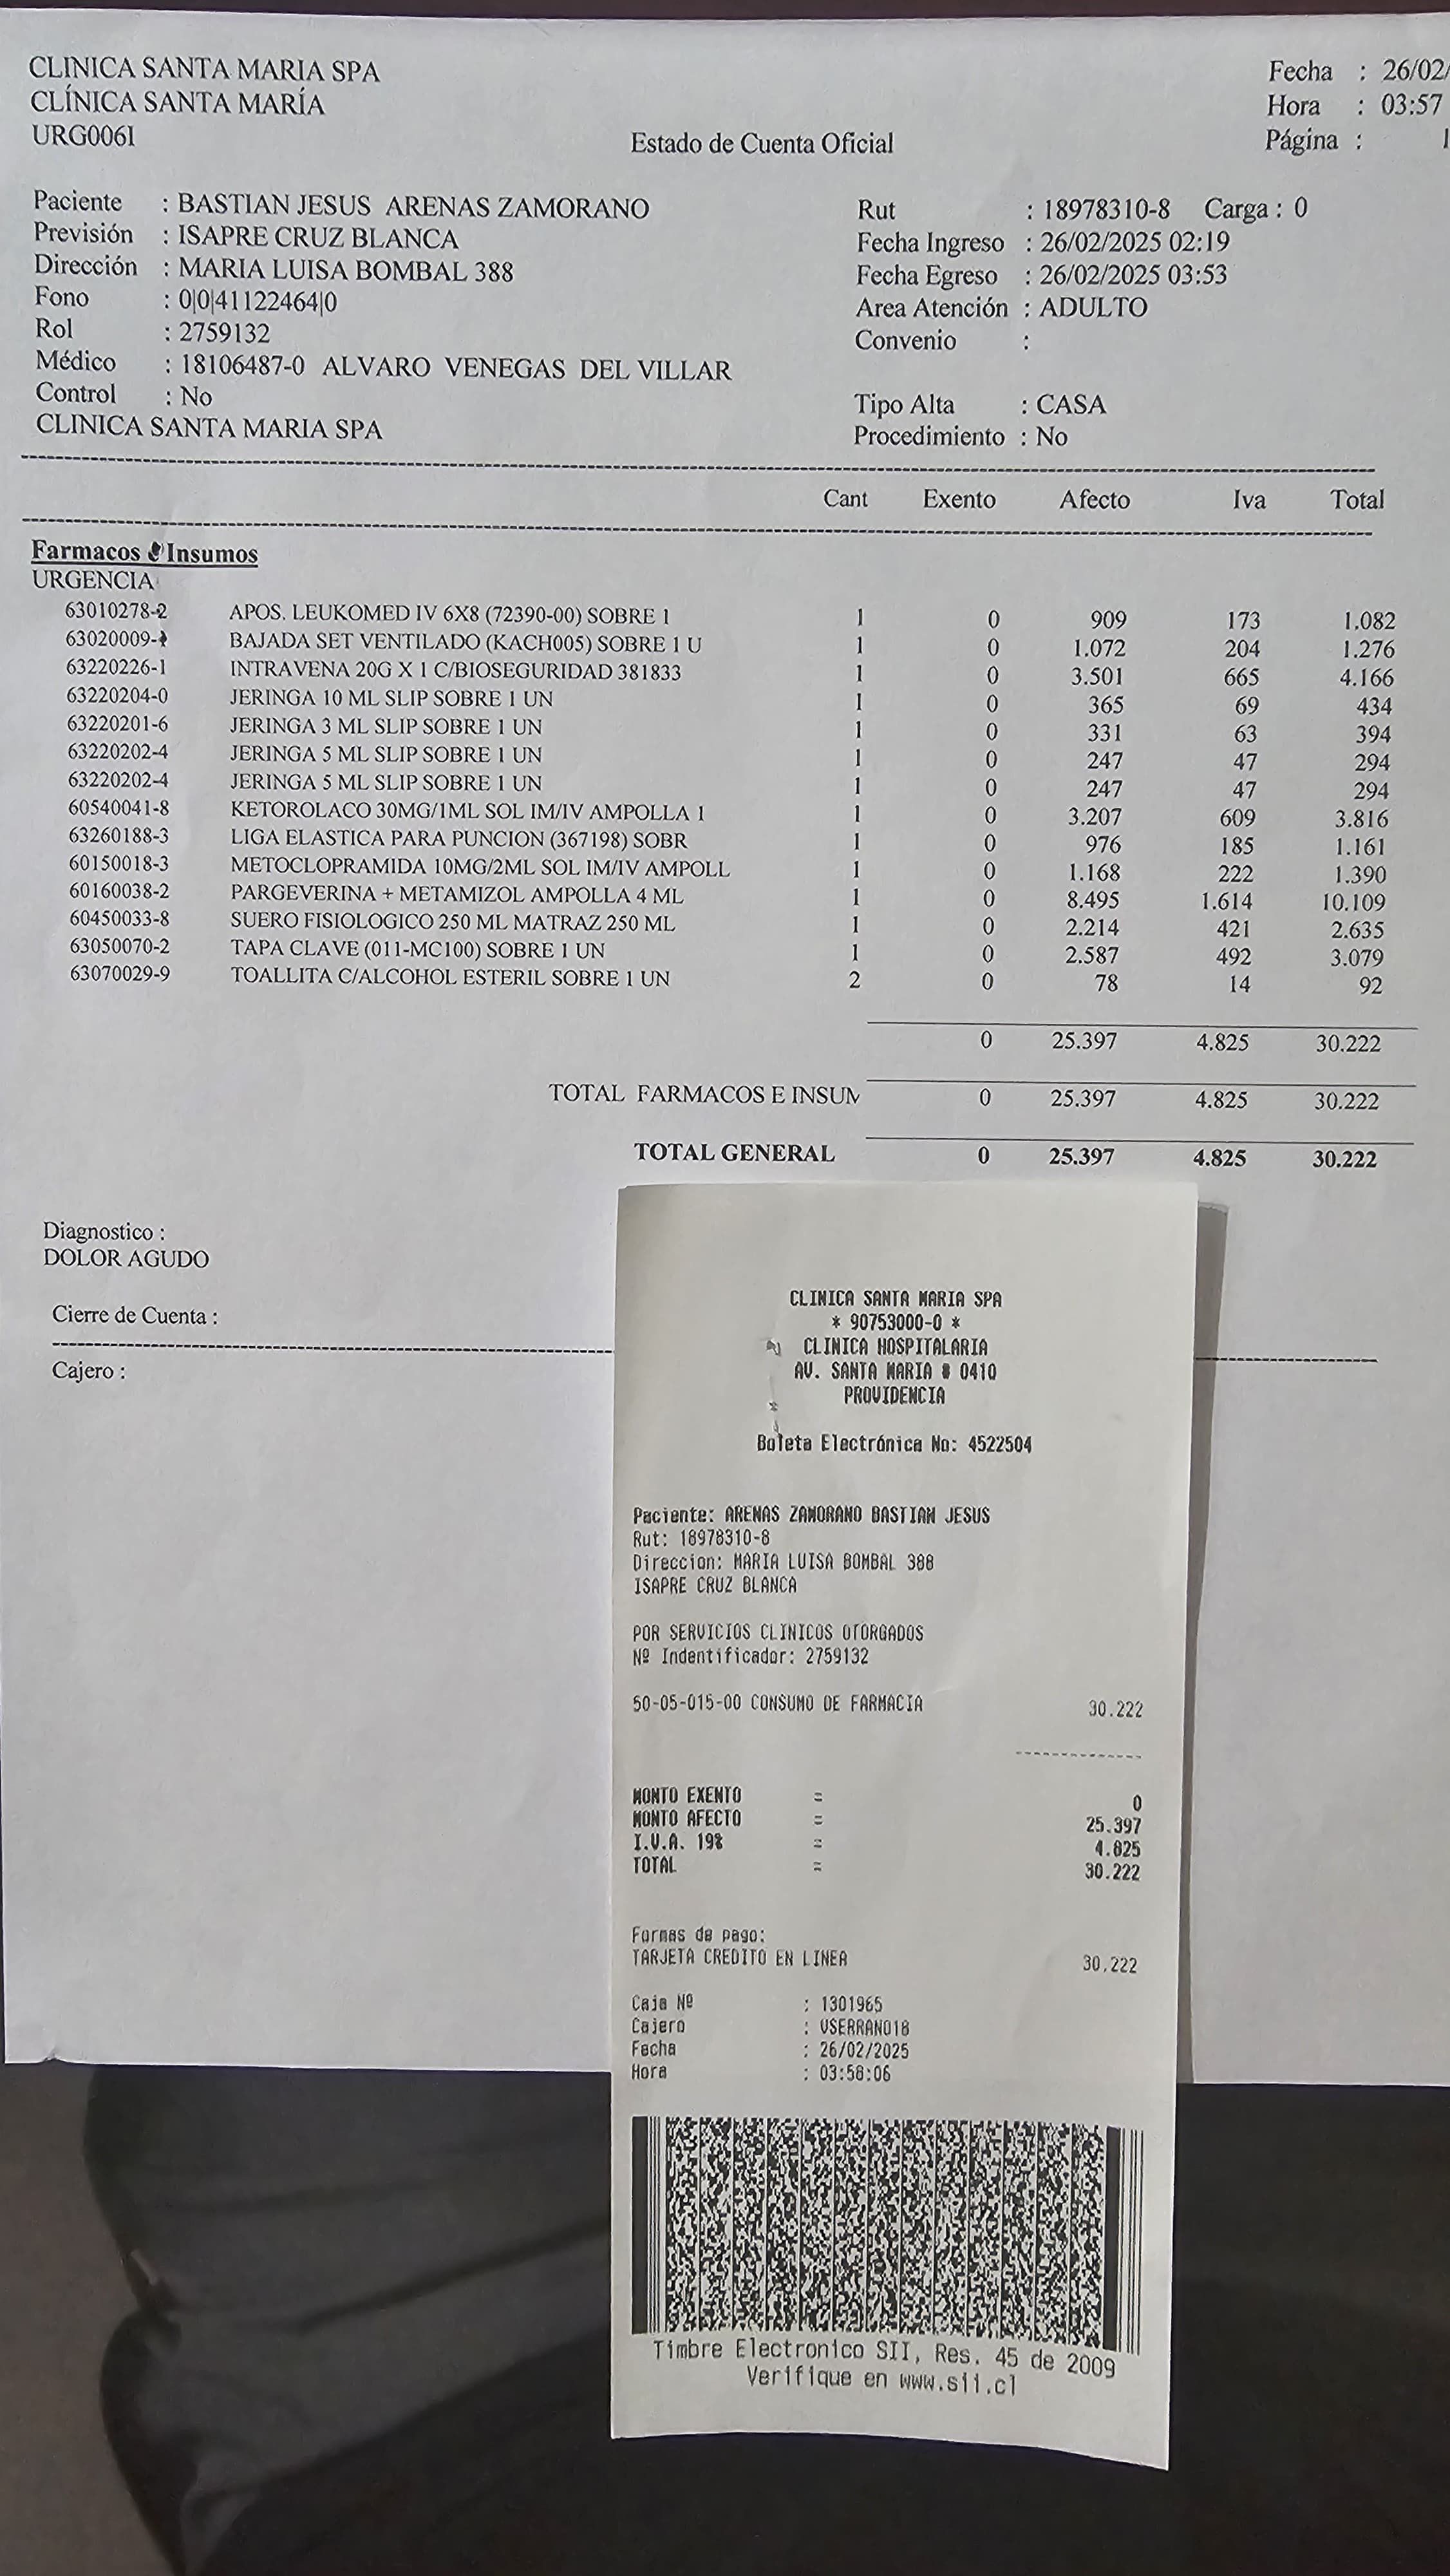 CLINICA SANTA MARIA SPA
CLÍNICA SANTA MARÍA
URG006I
Estado de Cuenta Oficial
Fecha : 26/02/
Hora : 03:57
Página : 1
Paciente : BASTIAN JESUS ARENAS ZAMORANO
Previsión : ISAPRE CRUZ BLANCA
Dirección : MARIA LUISA BOMBAL 388
Fono : 0|0|41122464|0
Rol : 2759132
Médico : 18106487-0 ALVARO VENEGAS DEL VILLAR
Control : No
CLINICA SANTA MARIA SPA
Rut : 18978310-8 Carga : 0
Fecha Ingreso : 26/02/2025 02:19
Fecha Egreso : 26/02/2025 03:53
Area Atención : ADULTO
Convenio :
Tipo Alta : CASA
Procedimiento : No
Cant Exento Afecto Iva Total
Farmacos e Insumos
URGENCIA
63010278-2 APOS. LEUKOMED IV 6X8 (72390-00) SOBRE 1 1 0 909 173 1.082
63020009- BAJADA SET VENTILADO (KACH005) SOBRE 1 U 1 0 1.072 204 1.276
63220226-1 INTRAVENA 20G X 1 C/BIOSEGURIDAD 381833 1 0 3.501 665 4.166
63220204-0 JERINGA 10 ML SLIP SOBRE 1 UN 1 0 365 69 434
63220201-6 JERINGA 3 ML SLIP SOBRE 1 UN 1 0 331 63 394
63220202-4 JERINGA 5 ML SLIP SOBRE 1 UN 1 0 247 47 294
63220202-4 JERINGA 5 ML SLIP SOBRE 1 UN 1 0 247 47 294
60540041-8 KETOROLACO 30MG/1ML SOL IM/IV AMPOLLA 1 1 0 3.207 609 3.816
63260188-3 LIGA ELASTICA PARA PUNCION (367198) SOBR 1 0 976 185 1.161
60150018-3 METOCLOPRAMIDA 10MG/2ML SOL IM/IV AMPOLL 1 0 1.168 222 1.390
60160038-2 PARGEVERINA + METAMIZOL AMPOLLA 4 ML 1 0 8.495 1.614 10.109
60450033-8 SUERO FISIOLOGICO 250 ML MATRAZ 250 ML 1 0 2.214 421 2.635
63050070-2 TAPA CLAVE (011-MC100) SOBRE 1 UN 1 0 2.587 492 3.079
63070029-9 TOALLITA C/ALCOHOL ESTERIL SOBRE 1 UN 2 0 78 14 92
0 25.397 4.825 30.222
TOTAL FARMACOS E INSUM 0 25.397 4.825 30.222
TOTAL GENERAL 0 25.397 4.825 30.222
Diagnostico :
DOLOR AGUDO
Cierre de Cuenta :
Cajero :
CLINICA SANTA MARIA SPA
* 90753000-0 *
CLINICA HOSPITALARIA
AV. SANTA MARIA # 0410
PROVIDENCIA
Boleta Electrónica No: 4522504
Paciente: ARENAS ZAMORANO BASTIAN JESUS
Rut: 18978310-8
Direccion: MARIA LUISA BOMBAL 388
ISAPRE CRUZ BLANCA
POR SERVICIOS CLINICOS OTORGADOS
Nº Indentificador: 2759132
50-05-015-00 CONSUMO DE FARMACIA 30.222
MONTO EXENTO = 0
MONTO AFECTO = 25.397
I.V.A. 19% = 4.825
TOTAL = 30.222
Formas de pago:
TARJETA CREDITO EN LINEA 30,222
Caja Nº : 1301965
Cajero : VSERRANO18
Fecha : 26/02/2025
Hora : 03:58:06
Timbre Electronico SII, Res. 45 de 2009
Verifique en www.sii.cl